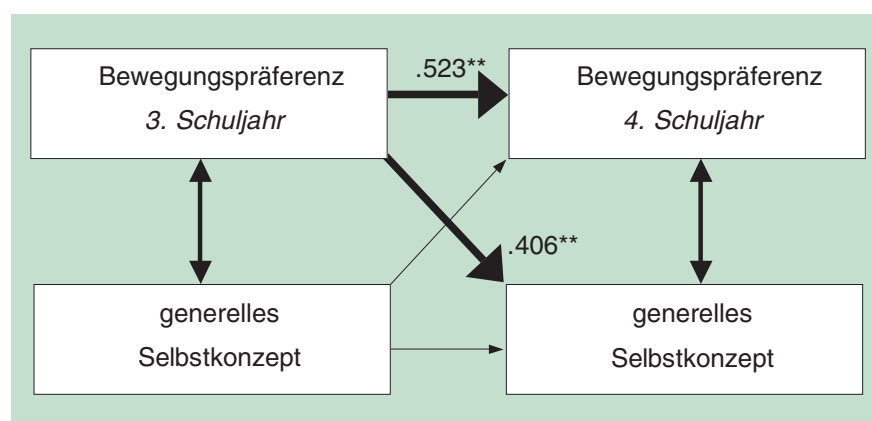 Bewegungspräferenz
3. Schuljahr
.523**
Bewegungspräferenz
4. Schuljahr
.406**
generelles
Selbstkonzept
generelles
Selbstkonzept